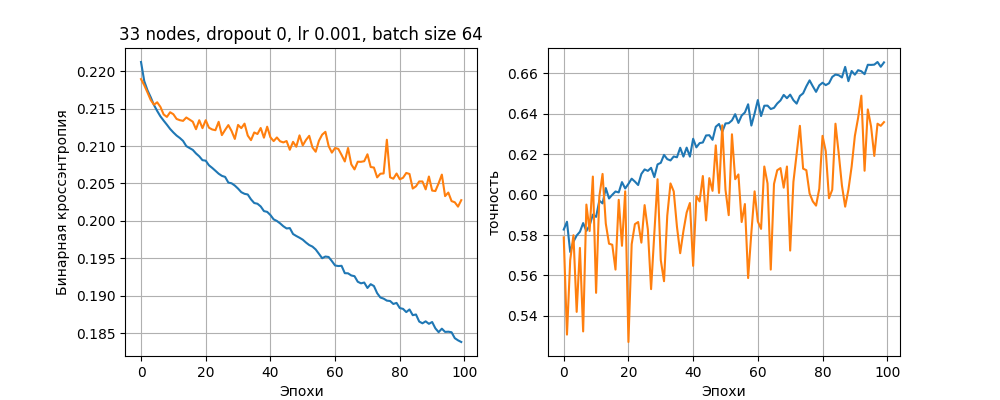 33 nodes, dropout 0, lr 0.001, batch size 64
Бинарная кроссэнтропия
0.220
0.215
0.210
0.205
0.200
0.195
0.190
0.185
0 20 40 60 80 100
Эпохи
точность
0.66
0.64
0.62
0.60
0.58
0.56
0.54
0 20 40 60 80 100
Эпохи